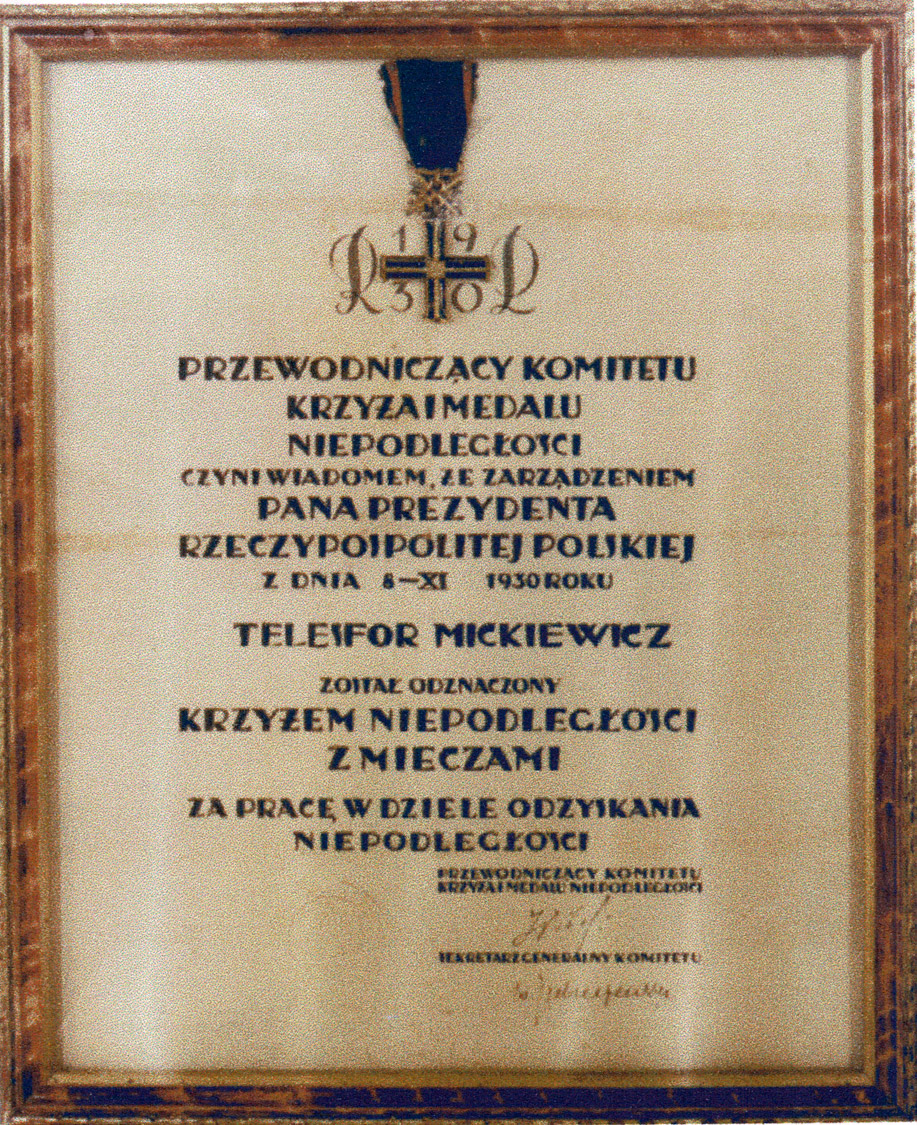 19
R P
30
PRZEWODNICZĄCY KOMITETU
KRZYŻA I MEDALU
NIEPODLEGŁOŚCI
CZYNI WIADOMEM, ŻE ZARZĄDZENIEM
PANA PREZYDENTA
RZECZYPOSPOLITEJ POLSKIEJ
Z DNIA 8—XI 1930 ROKU
TELESFOR MICKIEWICZ
ZOSTAŁ ODZNACZONY
KRZYŻEM NIEPODLEGŁOŚCI
Z MIECZAMI
ZA PRACĘ W DZIELE ODZYSKANIA
NIEPODLEGŁOŚCI
PRZEWODNICZĄCY KOMITETU
KRZYŻA I MEDALU NIEPODLEGŁOŚCI
SEKRETARZ GENERALNY KOMITETU